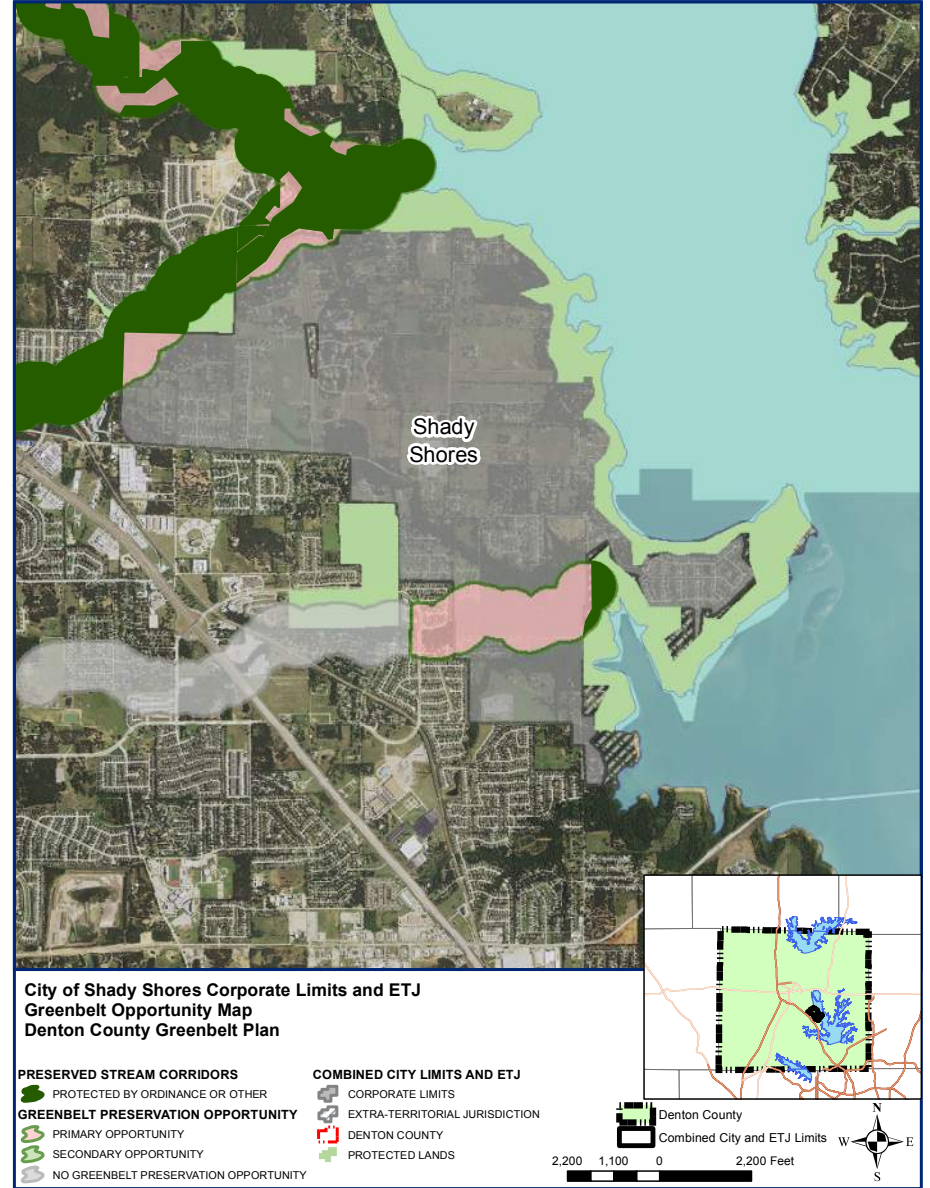 Shady
Shores
City of Shady Shores Corporate Limits and ETJ
Greenbelt Opportunity Map
Denton County Greenbelt Plan
PRESERVED STREAM CORRIDORS
PROTECTED BY ORDINANCE OR OTHER
GREENBELT PRESERVATION OPPORTUNITY
PRIMARY OPPORTUNITY
SECONDARY OPPORTUNITY
NO GREENBELT PRESERVATION OPPORTUNITY
COMBINED CITY LIMITS AND ETJ
CORPORATE LIMITS
EXTRA-TERRITORIAL JURISDICTION
DENTON COUNTY
PROTECTED LANDS
Denton County
Combined City and ETJ Limits
N
W E
S
2,200 1,100 0 2,200 Feet